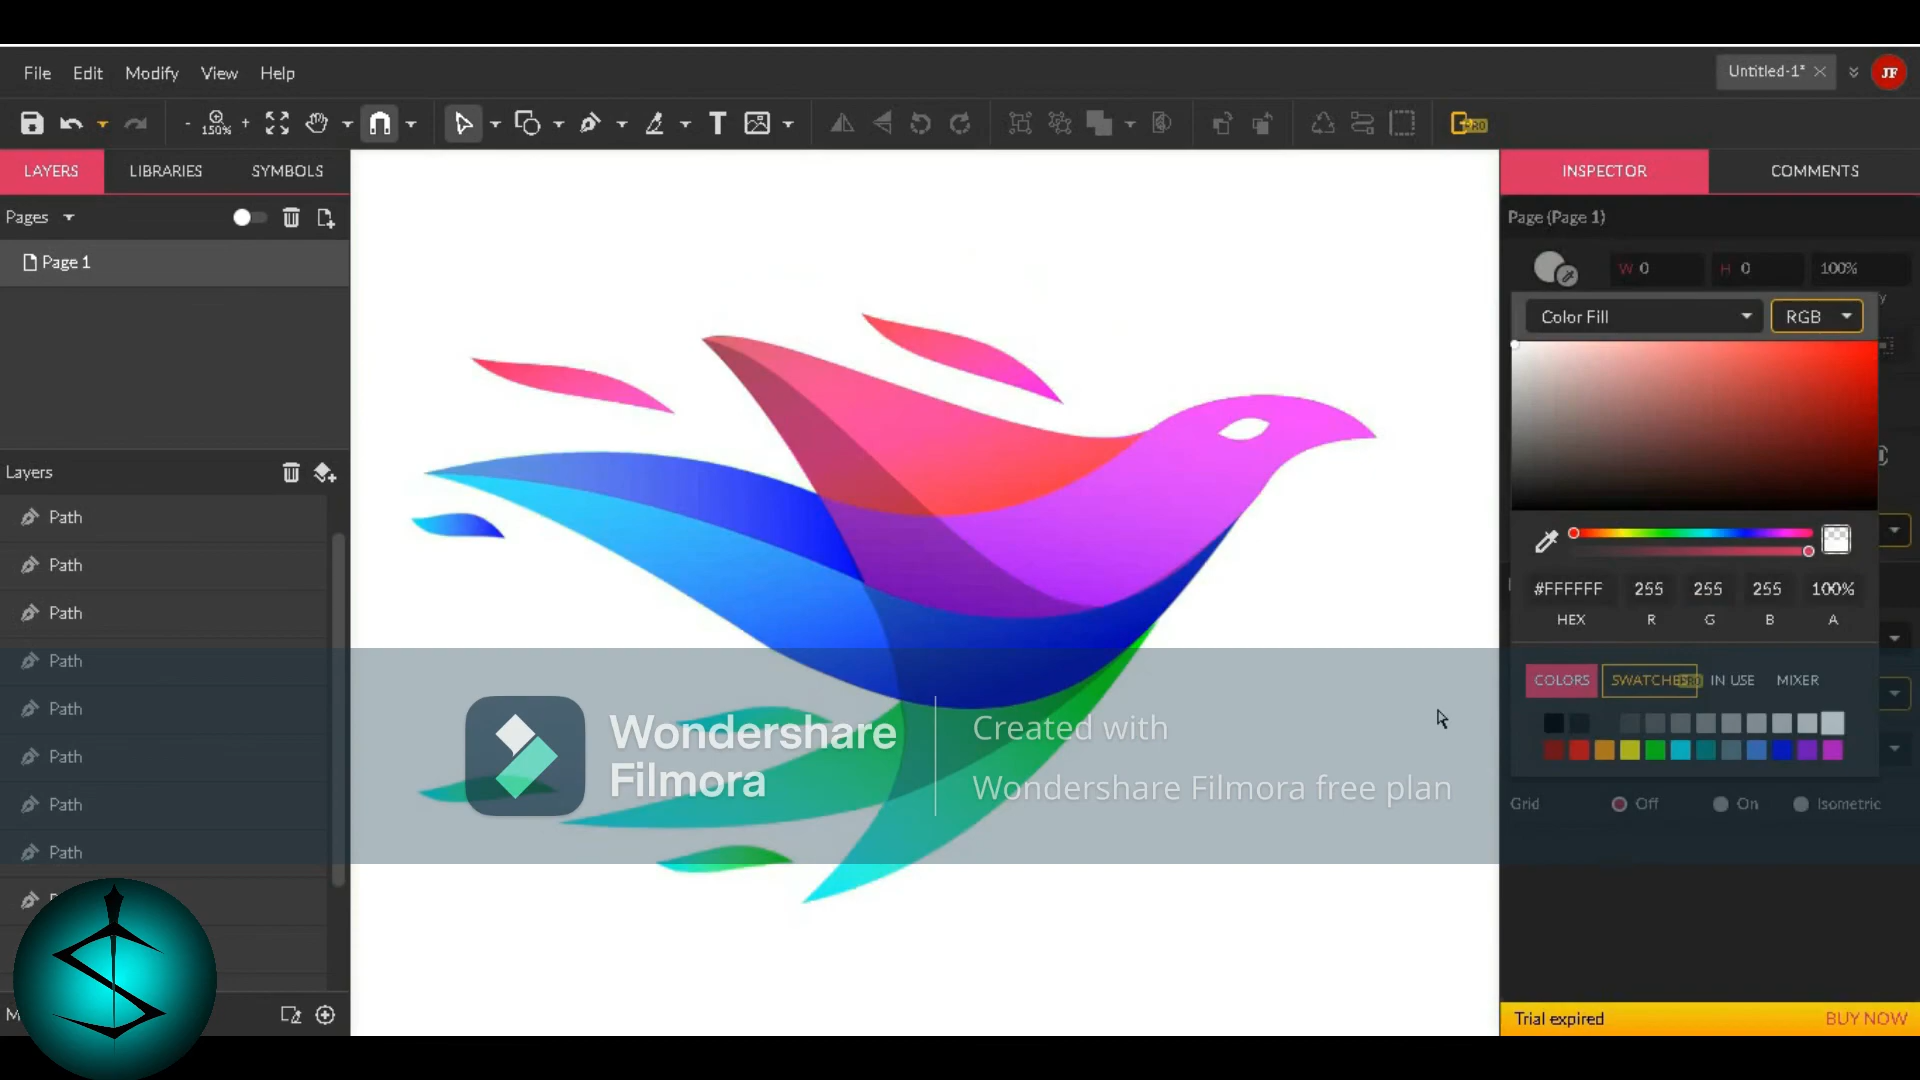 File Edit Modify View Help
Untitled-1* JF
- 150% + T PRO
LAYERS LIBRARIES SYMBOLS INSPECTOR COMMENTS
Pages Page (Page 1)
Page 1
W 0 H 0 100%
Color Fill RGB
Layers
Path
Path
Path
Path
Path
Path
Path
Path
#FFFFFF 255 255 255 100%
HEX R G B A
COLORS SWATCHES PRO IN USE MIXER
Wondershare
Filmora
Created with
Wondershare Filmora free plan
Grid Off On Isometric
Trial expired BUY NOW